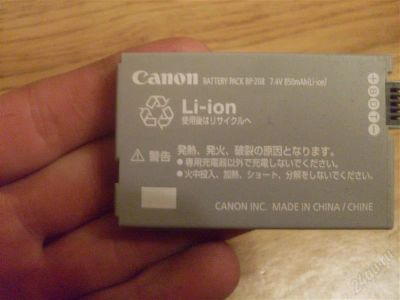 Canon BATTERY PACK BP-208 7.4V 850mAh(Li-ion)
Li-ion
使用後はリサイクルへ
⚠警告
発熱、発火、破裂の原因となります。
●専用充電器以外で充電しないでください。
●火中投入、加熱、ショート、分解をしないでください。
CANON INC. MADE IN CHINA / CHINE
+ B D T −